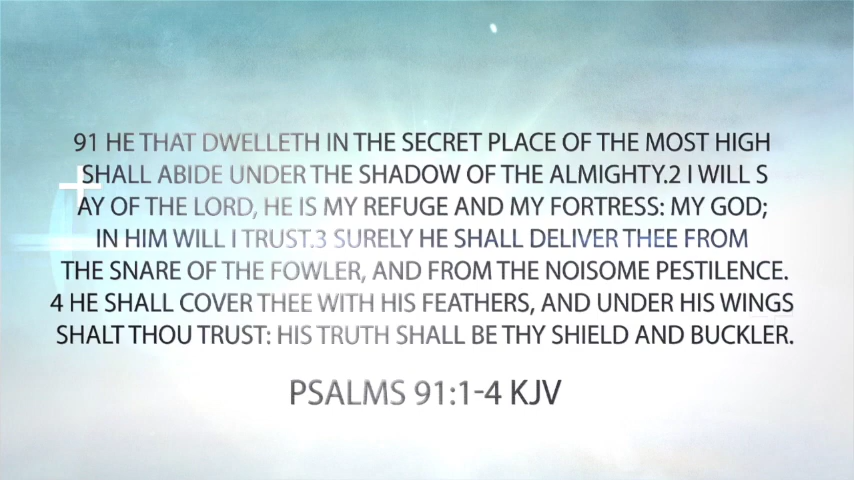 91 HE THAT DWELLETH IN THE SECRET PLACE OF THE MOST HIGH
SHALL ABIDE UNDER THE SHADOW OF THE ALMIGHTY.2 I WILL S
AY OF THE LORD, HE IS MY REFUGE AND MY FORTRESS: MY GOD;
IN HIM WILL I TRUST.3 SURELY HE SHALL DELIVER THEE FROM
THE SNARE OF THE FOWLER, AND FROM THE NOISOME PESTILENCE.
4 HE SHALL COVER THEE WITH HIS FEATHERS, AND UNDER HIS WINGS
SHALT THOU TRUST: HIS TRUTH SHALL BE THY SHIELD AND BUCKLER.
PSALMS 91:1-4 KJV